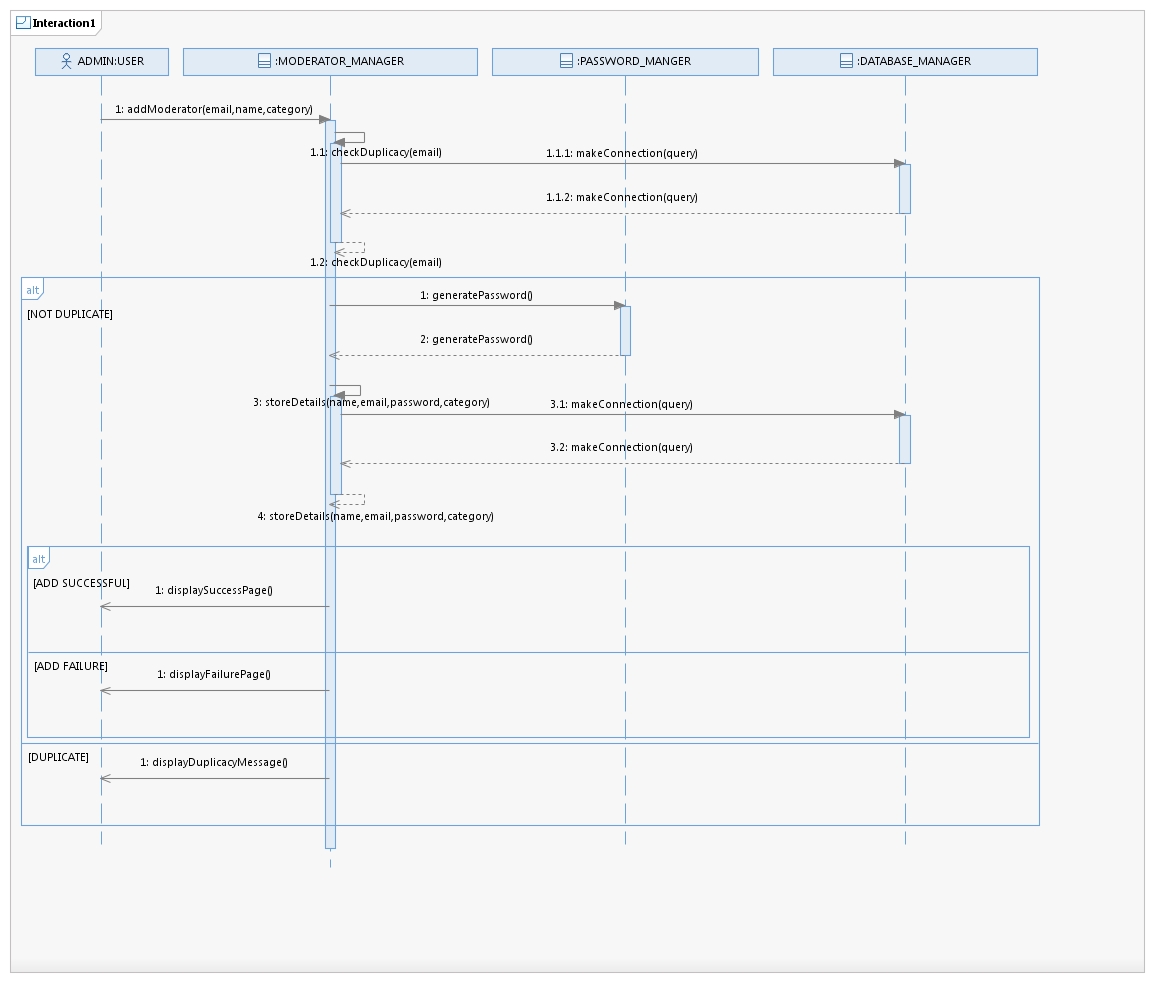 Interaction1
ADMIN:USER
:MODERATOR_MANAGER
:PASSWORD_MANGER
:DATABASE_MANAGER
1: addModerator(email,name,category)
1.1: checkDuplicacy(email)
1.1.1: makeConnection(query)
1.1.2: makeConnection(query)
1.2: checkDuplicacy(email)
alt
[NOT DUPLICATE]
1: generatePassword()
2: generatePassword()
3: storeDetails(name,email,password,category)
3.1: makeConnection(query)
3.2: makeConnection(query)
4: storeDetails(name,email,password,category)
alt
[ADD SUCCESSFUL]
1: displaySuccessPage()
[ADD FAILURE]
1: displayFailurePage()
[DUPLICATE]
1: displayDuplicacyMessage()